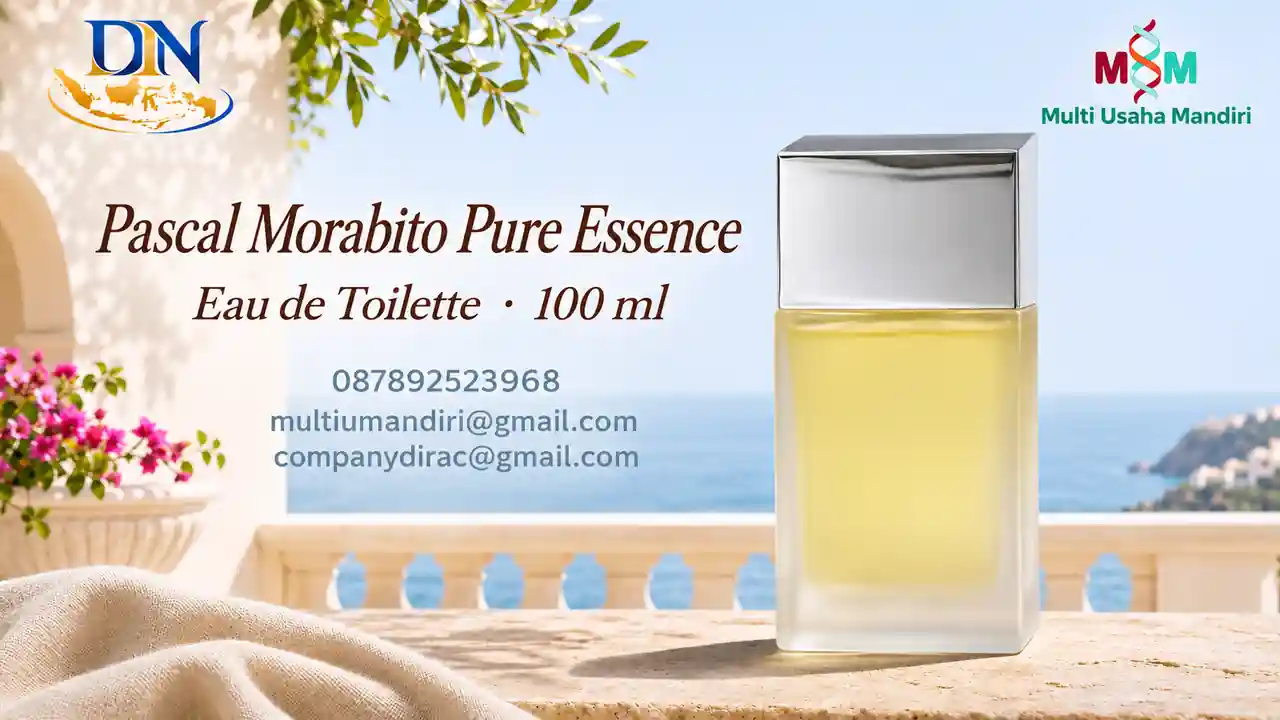 DN
MSM
Multi Usaha Mandiri
Pascal Morabito Pure Essence
Eau de Toilette · 100 ml
087892523968
multiumandiri@gmail.com
companydirac@gmail.com